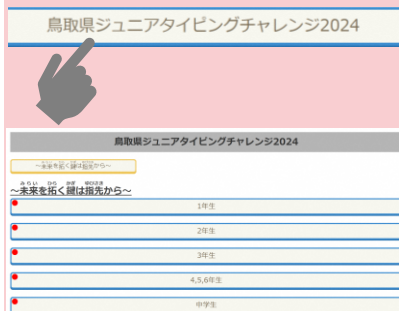 鳥取県ジュニアタイピングチャレンジ2024
鳥取県ジュニアタイピングチャレンジ2024
～未来を拓く鍵は指先から～
～未来を拓く鍵は指先から～
1年生
2年生
3年生
4,5,6年生
中学生